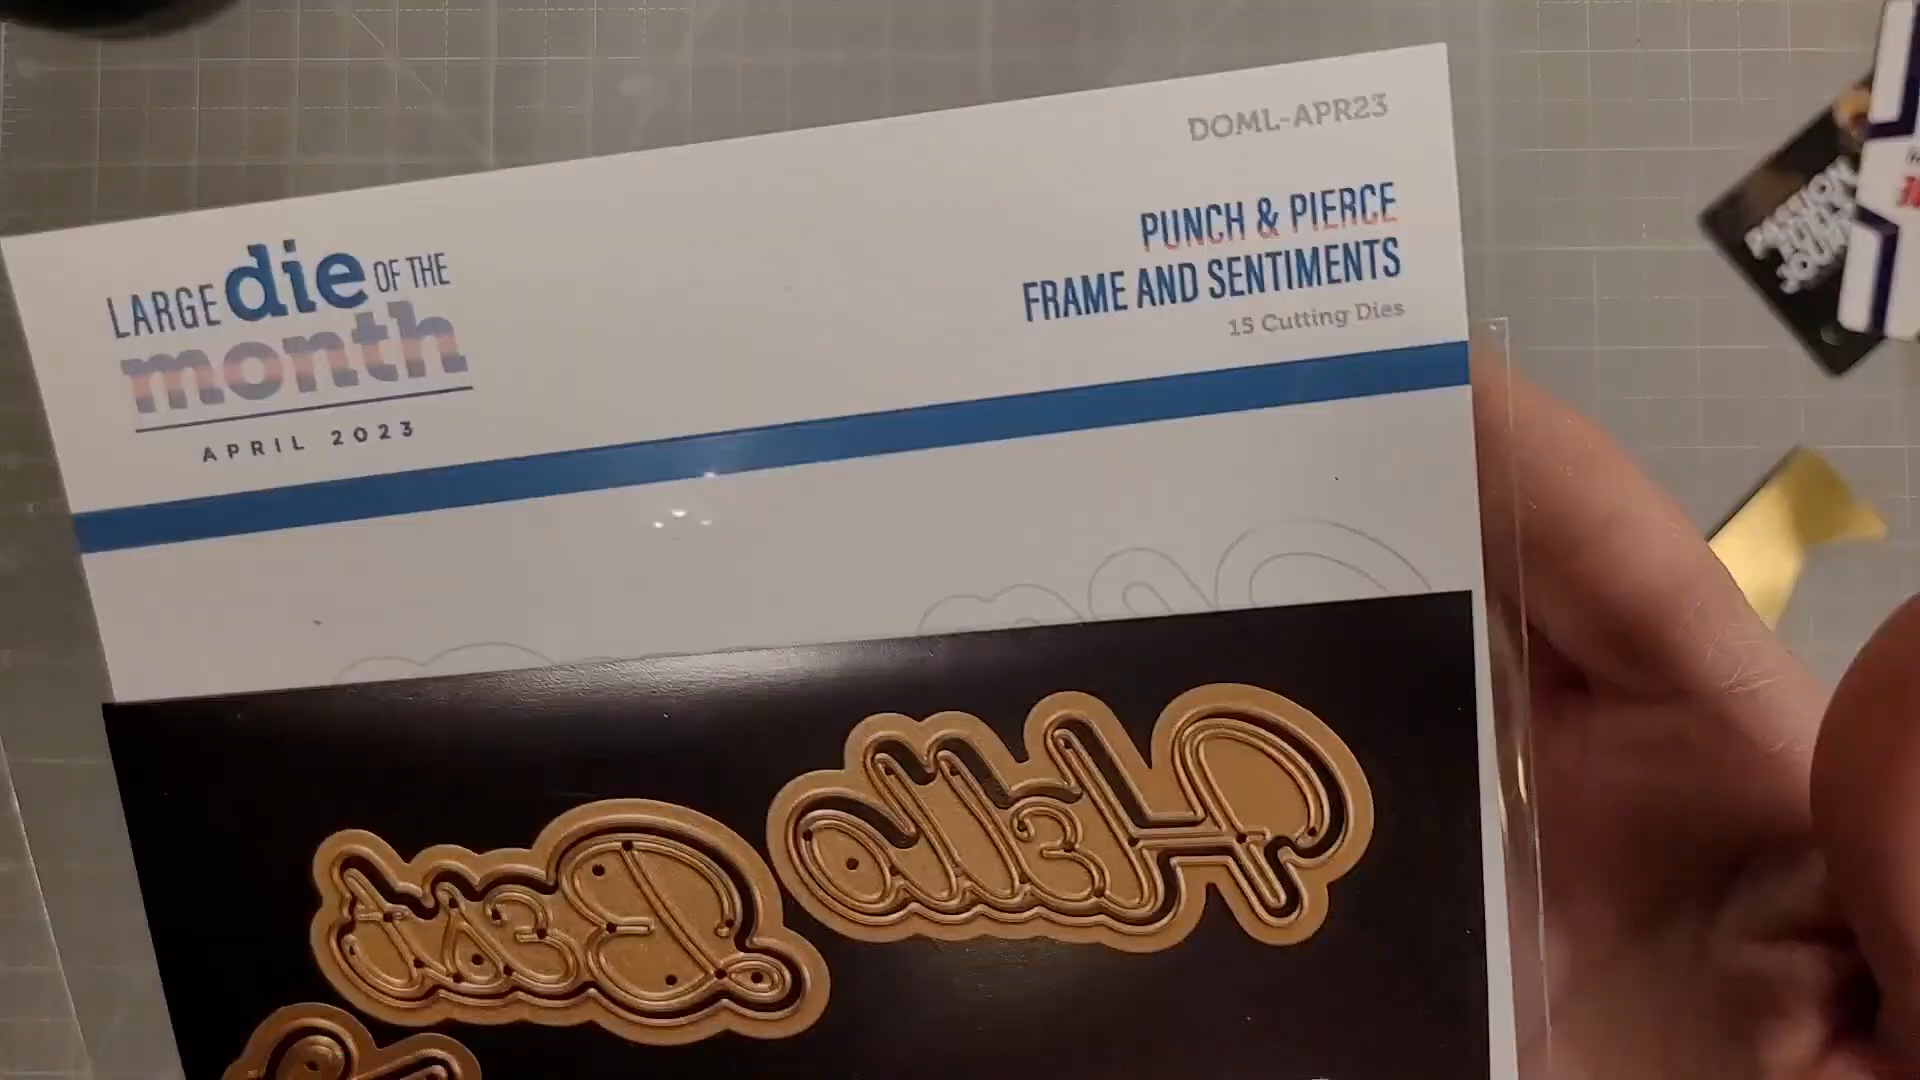 DOML-APR23
LARGE die OF THE
month
APRIL 2023
PUNCH & PIERCE
FRAME AND SENTIMENTS
15 Cutting Dies
Hello
Best